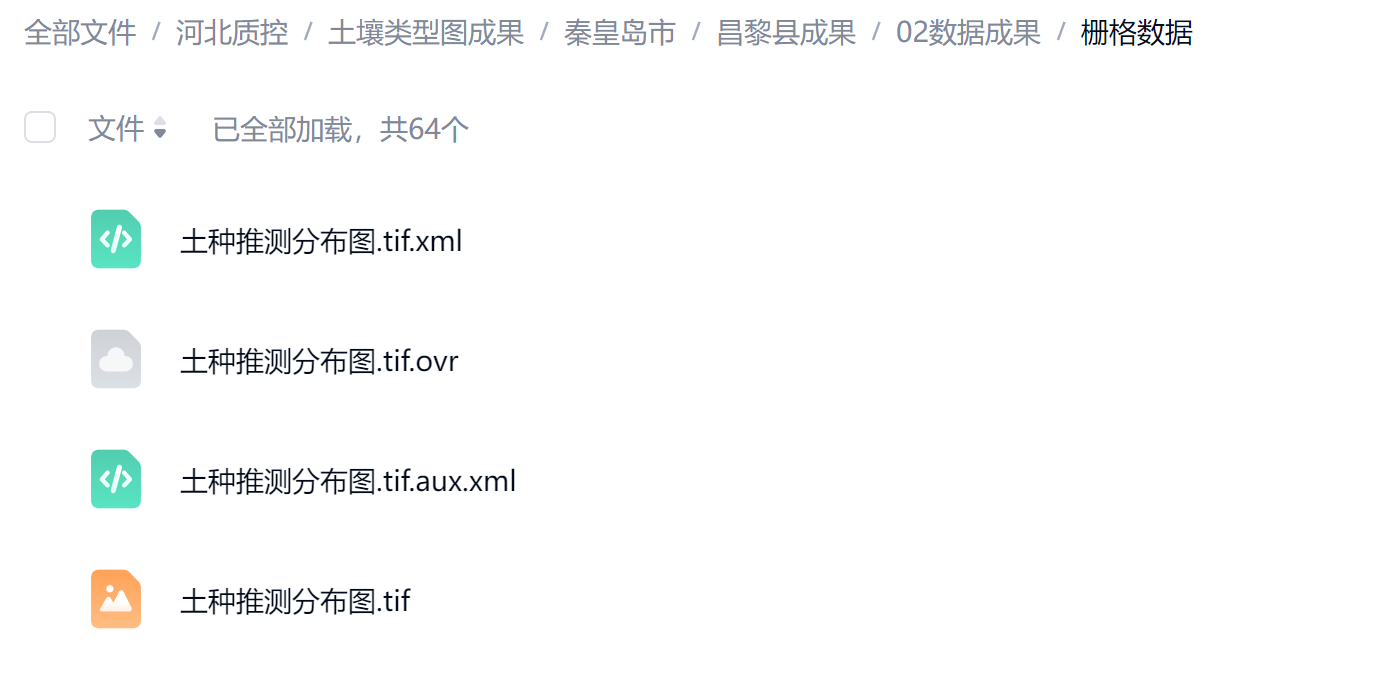 全部文件 / 河北质控 / 土壤类型图成果 / 秦皇岛市 / 昌黎县成果 / 02数据成果 / 栅格数据
文件 已全部加载，共64个
土种推测分布图.tif.xml
土种推测分布图.tif.ovr
土种推测分布图.tif.aux.xml
土种推测分布图.tif